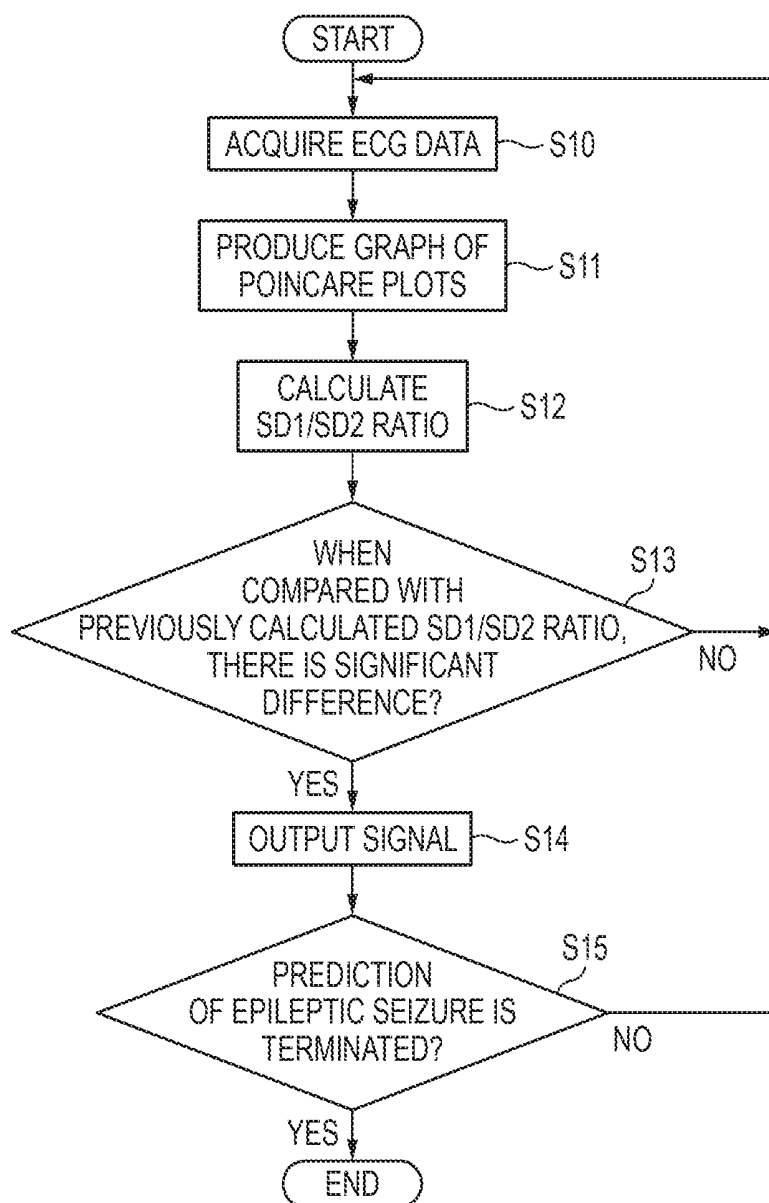 START
ACQUIRE ECG DATA
S10
PRODUCE GRAPH OF
POINCARE PLOTS
S11
CALCULATE
SD1/SD2 RATIO
S12
WHEN
COMPARED WITH
PREVIOUSLY CALCULATED SD1/SD2 RATIO,
THERE IS SIGNIFICANT
DIFFERENCE?
S13
NO
YES
OUTPUT SIGNAL
S14
PREDICTION
OF EPILEPTIC SEIZURE IS
TERMINATED?
S15
NO
YES
END